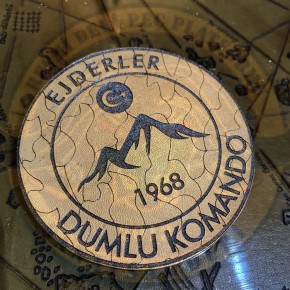 EJDERLER
1968
DUMLU KOMANDO